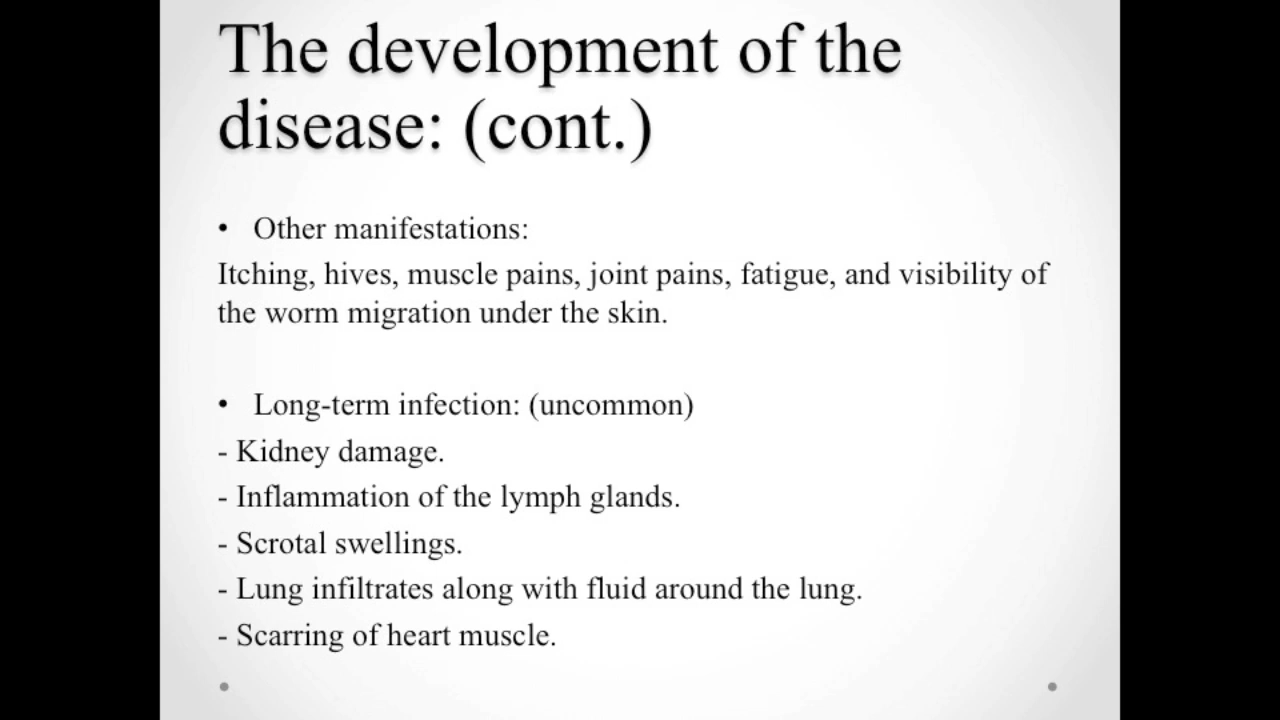 The development of the
disease: (cont.)
• Other manifestations:
Itching, hives, muscle pains, joint pains, fatigue, and visibility of
the worm migration under the skin.
• Long-term infection: (uncommon)
- Kidney damage.
- Inflammation of the lymph glands.
- Scrotal swellings.
- Lung infiltrates along with fluid around the lung.
- Scarring of heart muscle.